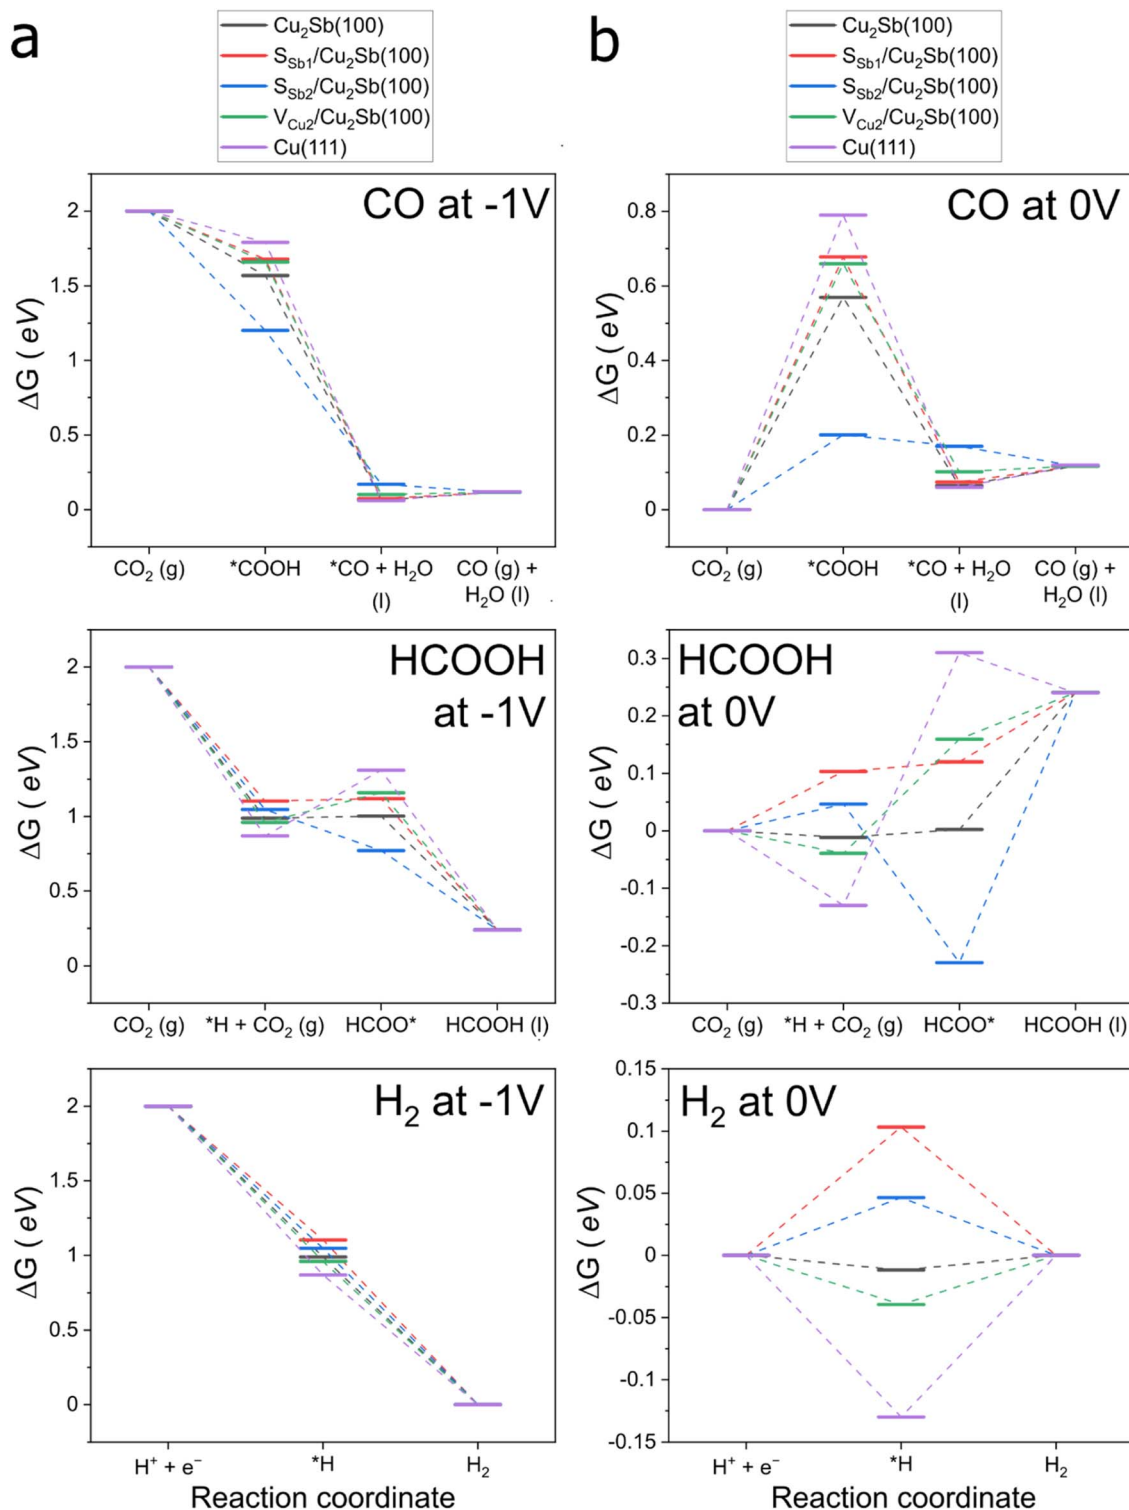 a
Cu₂Sb(100)
S_Sb1/Cu₂Sb(100)
S_Sb2/Cu₂Sb(100)
V_Cu2/Cu₂Sb(100)
Cu(111)
CO at -1V
ΔG ( eV)
2
1.5
1
0.5
0
CO₂ (g)
*COOH
*CO + H₂O
(l)
CO (g) +
H₂O (l)
HCOOH
at -1V
ΔG ( eV)
2
1.5
1
0.5
0
CO₂ (g)
*H + CO₂ (g)
HCOO*
HCOOH (l)
H₂ at -1V
ΔG ( eV)
2
1.5
1
0.5
0
H⁺ + e⁻
*H
H₂
Reaction coordinate
b
Cu₂Sb(100)
S_Sb1/Cu₂Sb(100)
S_Sb2/Cu₂Sb(100)
V_Cu2/Cu₂Sb(100)
Cu(111)
CO at 0V
ΔG ( eV)
0.8
0.6
0.4
0.2
0
CO₂ (g)
*COOH
*CO + H₂O
(l)
CO (g) +
H₂O (l)
HCOOH
at 0V
ΔG ( eV)
0.3
0.2
0.1
0
-0.1
-0.2
-0.3
CO₂ (g)
*H + CO₂ (g)
HCOO*
HCOOH (l)
H₂ at 0V
ΔG ( eV)
0.15
0.1
0.05
0
-0.05
-0.1
-0.15
H⁺ + e⁻
*H
H₂
Reaction coordinate